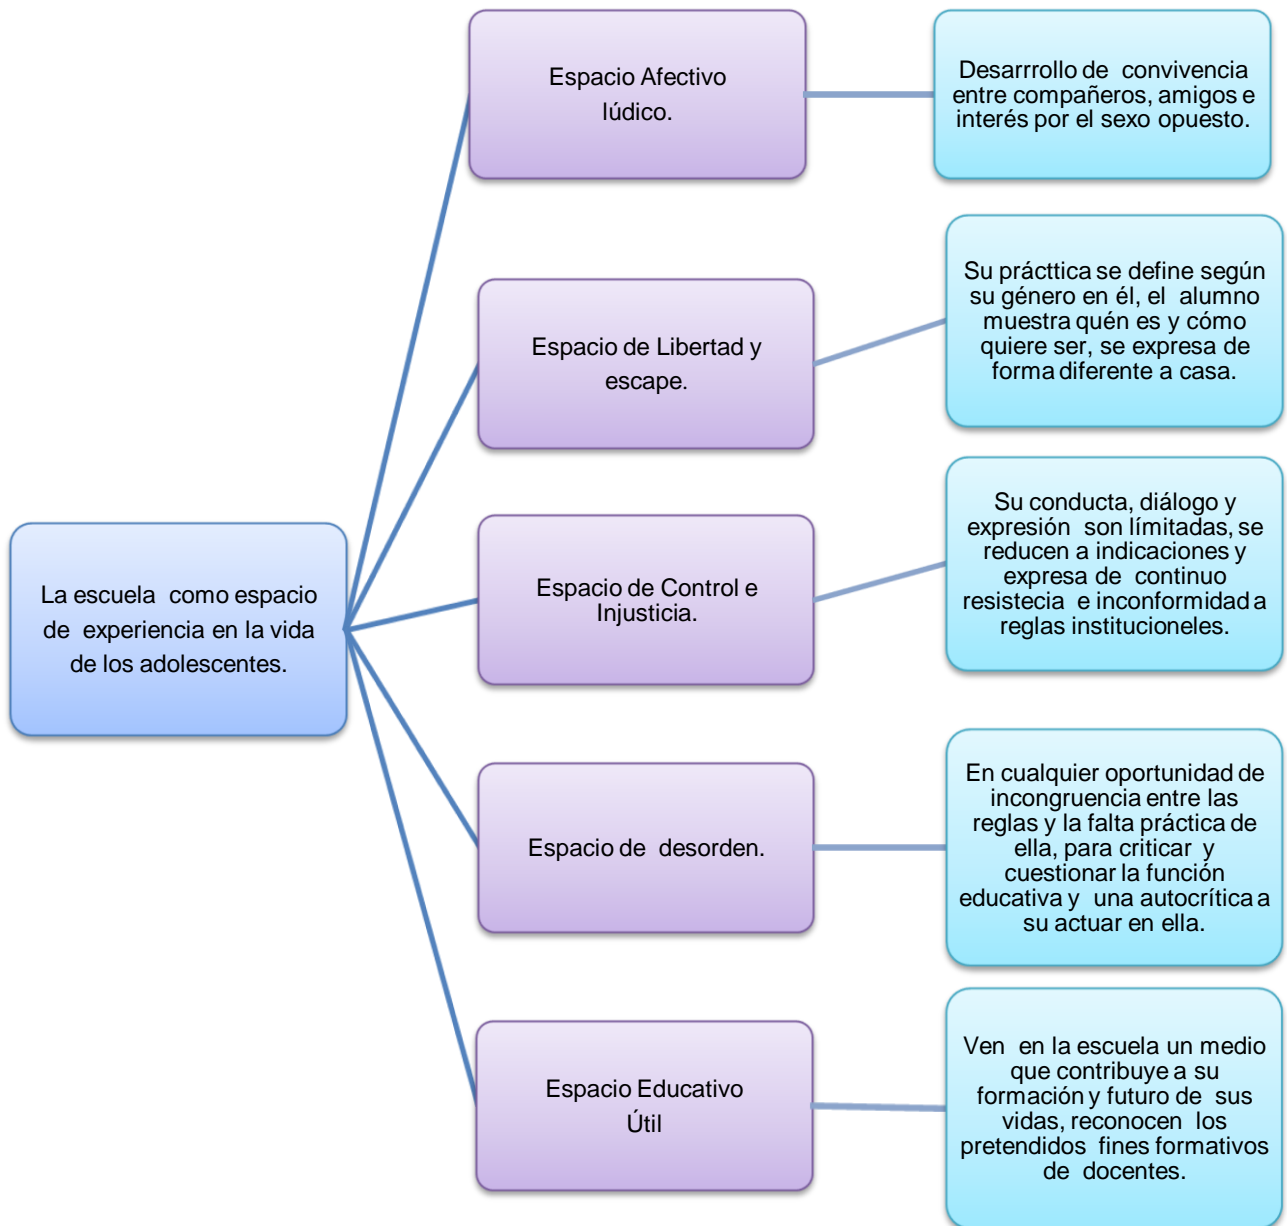 Espacio Afectivo
lúdico.
Desarrrollo de convivencia
entre compañeros, amigos e
interés por el sexo opuesto.
Espacio de Libertad y
escape.
Su prácttica se define según
su género en él, el alumno
muestra quén es y cómo
quiere ser, se expresa de
forma diferente a casa.
La escuela como espacio
de experiencia en la vida
de los adolescentes.
Espacio de Control e
Injusticia.
Su conducta, diálogo y
expresión son límitadas, se
reducen a indicaciones y
expresa de continuo
resistecia e inconformidad a
reglas institucioneles.
Espacio de desorden.
En cualquier oportunidad de
incongruencia entre las
reglas y la falta práctica de
ella, para criticar y
cuestionar la función
educativa y una autocrítica a
su actuar en ella.
Espacio Educativo
Útil
Ven en la escuela un medio
que contribuye a su
formación y futuro de sus
vidas, reconocen los
pretendidos fines formativos
de docentes.